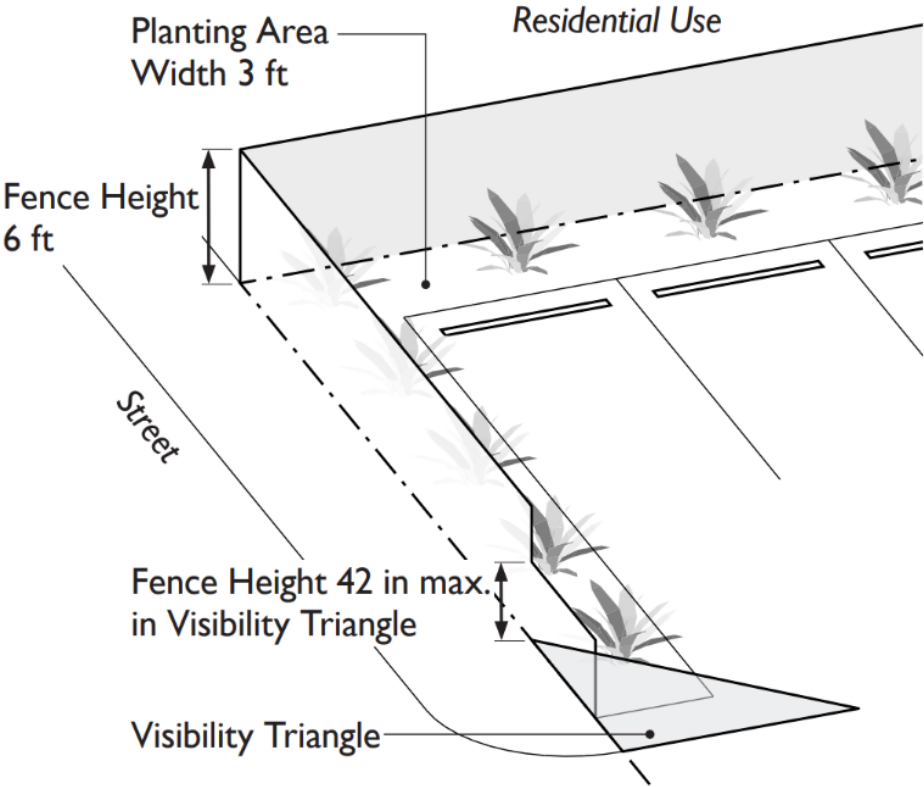 Residential Use
Planting Area
Width 3 ft
Fence Height
6 ft
Street
Fence Height 42 in max.
in Visibility Triangle
Visibility Triangle